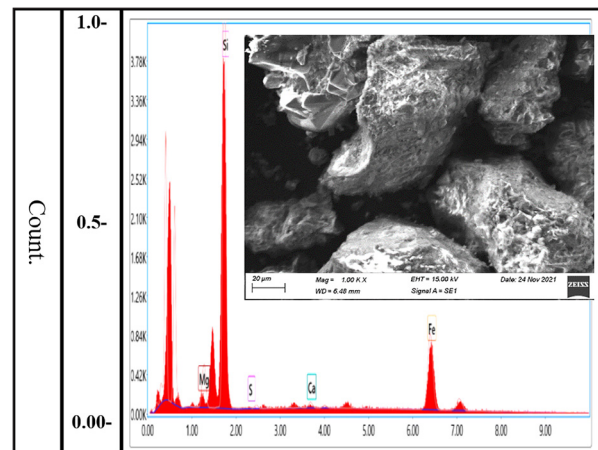 1.0-
Si
3.78K
3.36K
2.94K
2.52K
0.5-
2.10K
1.68K
1.26K
0.84K
0.42K
0.00K
0.00-
Count.
20 µm
Mag = 1.00 K X
EHT = 15.00 kV
Date: 24 Nov 2021
WD = 6.48 mm
Signal A = SE1
ZEISS
Fe
Mg
S
Ca
0.00 1.00 2.00 3.00 4.00 5.00 6.00 7.00 8.00 9.00